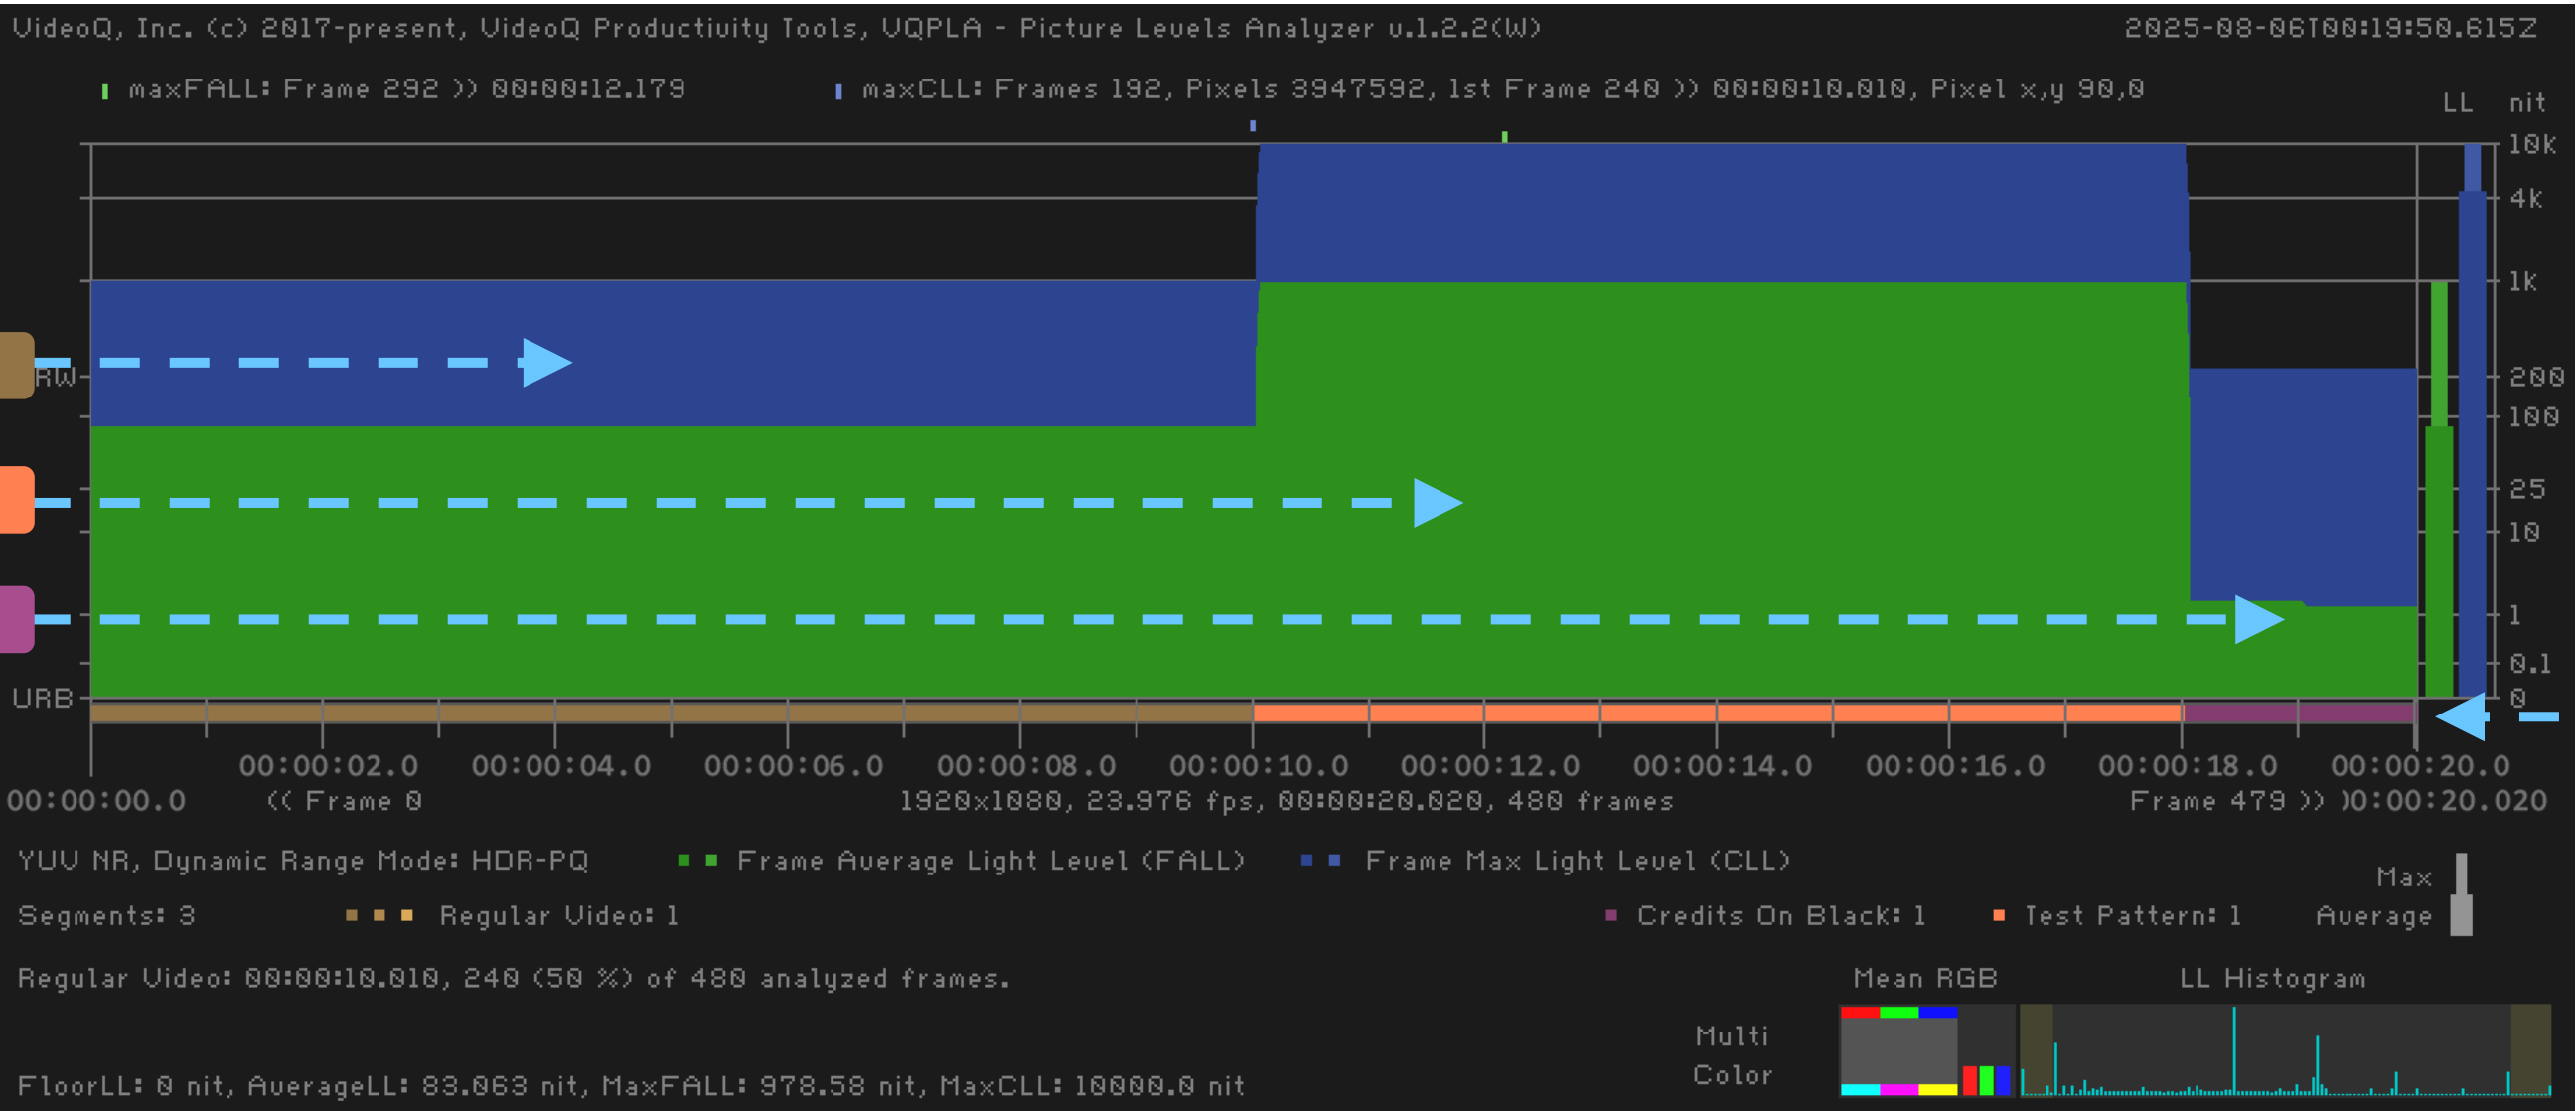 VideoQ, Inc. (c) 2017-present, VideoQ Productivity Tools, VQPLA - Picture Levels Analyzer v.1.2.2(W) 2025-08-06T00:19:50.615Z
maxFALL: Frame 292 >> 00:00:12.179 maxCLL: Frames 192, Pixels 3947592, 1st Frame 240 >> 00:00:10.010, Pixel x,y 90,0
LL nit
10k
4k
1k
RW 200
100
25
10
1
0.1
URB 0
00:00:02.0 00:00:04.0 00:00:06.0 00:00:08.0 00:00:10.0 00:00:12.0 00:00:14.0 00:00:16.0 00:00:18.0 00:00:20.0
00:00:00.0 << Frame 0 1920x1080, 23.976 fps, 00:00:20.020, 480 frames Frame 479 >> 00:00:20.020
YUV NR, Dynamic Range Mode: HDR-PQ Frame Average Light Level (FALL) Frame Max Light Level (CLL)
Max
Segments: 3 Regular Video: 1 Credits On Black: 1 Test Pattern: 1 Average
Regular Video: 00:00:10.010, 240 (50 %) of 480 analyzed frames. Mean RGB LL Histogram
Multi
Color
FloorLL: 0 nit, AverageLL: 83.063 nit, MaxFALL: 978.58 nit, MaxCLL: 10000.0 nit